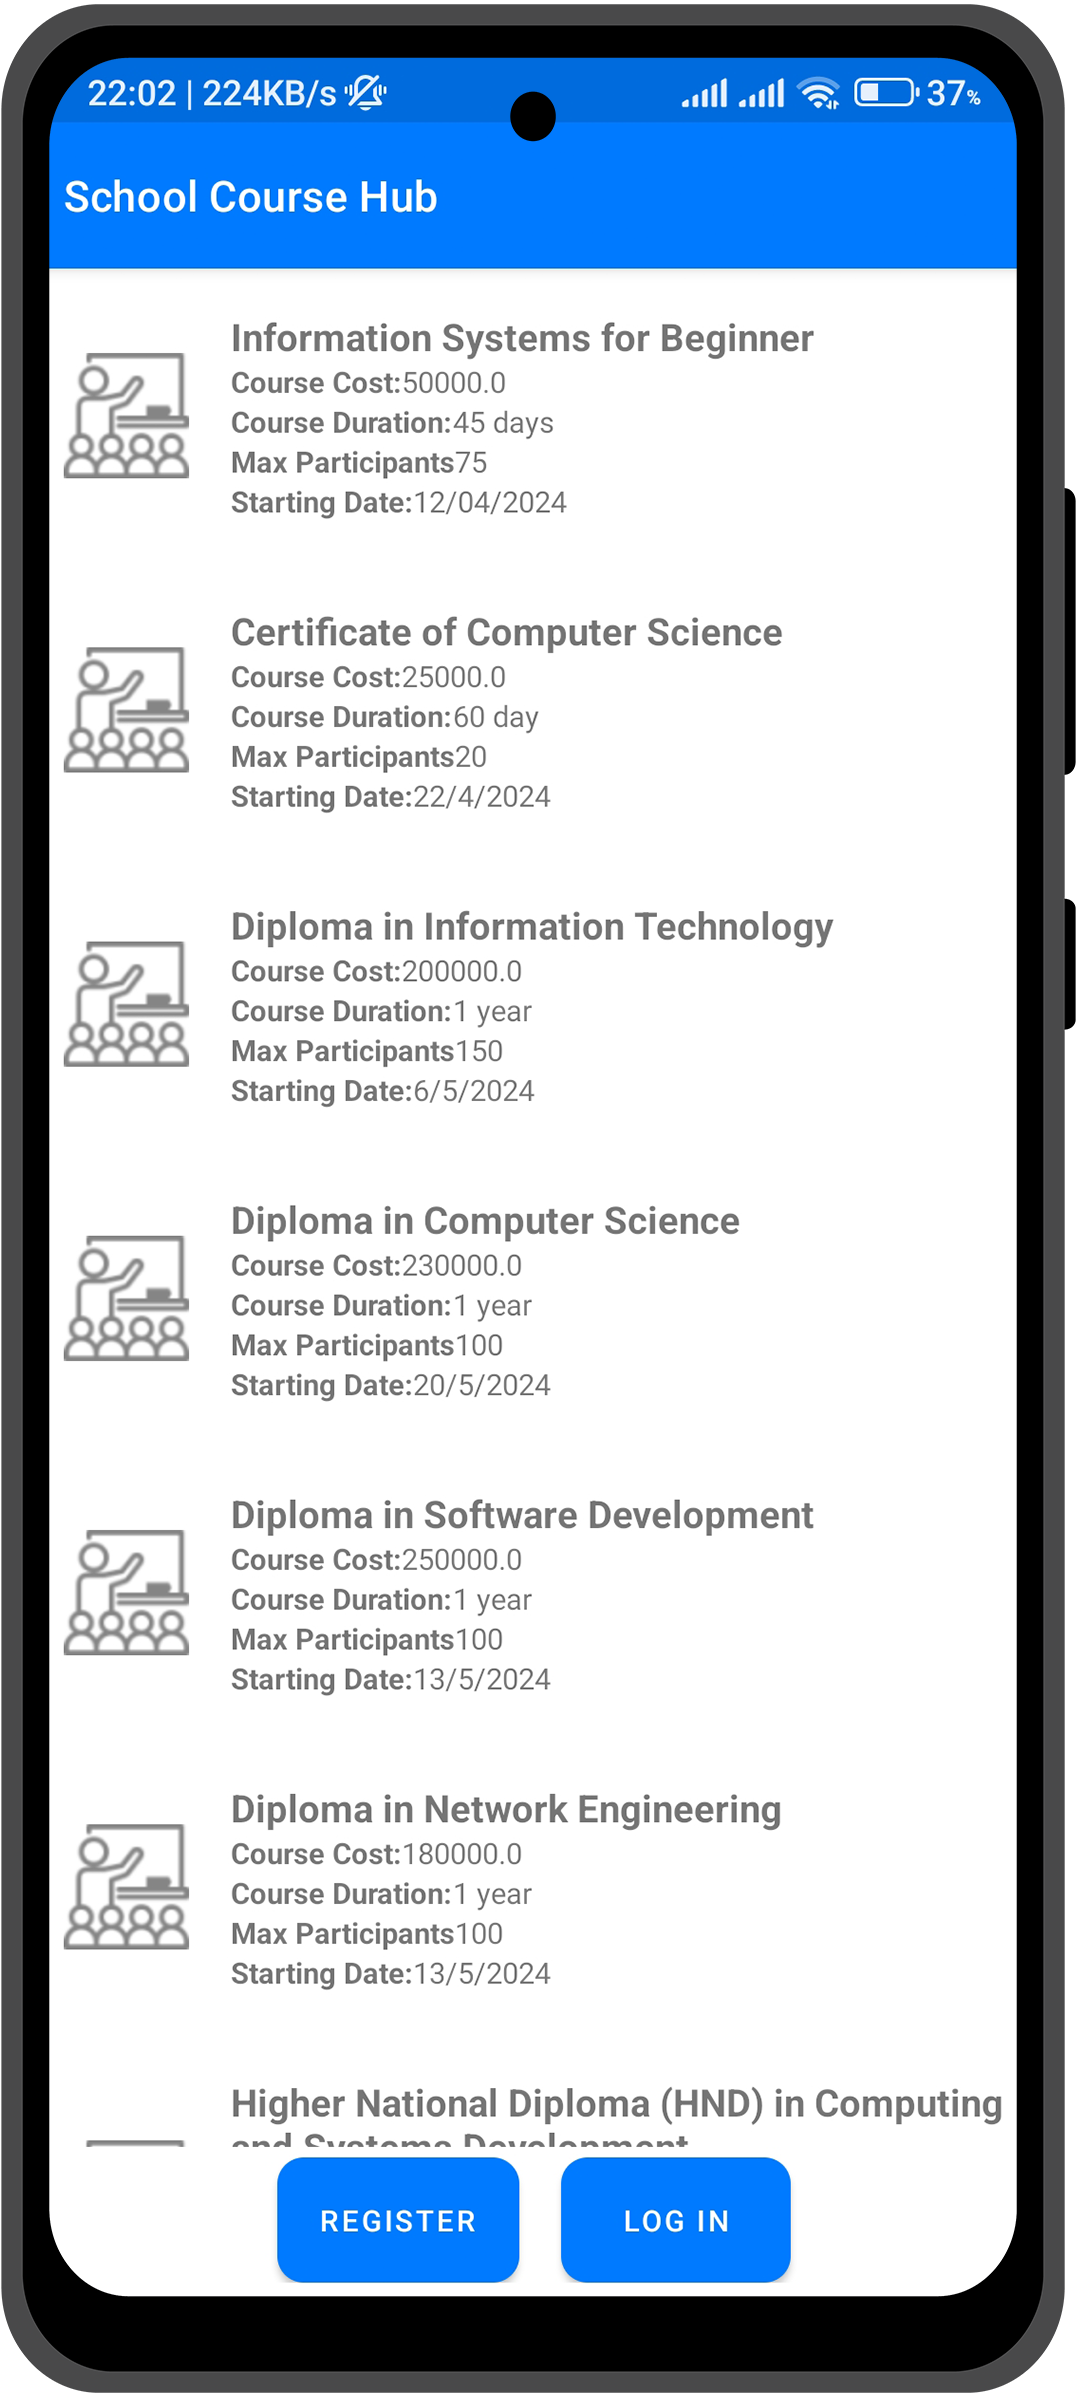 22:02 | 224KB/s 37%
School Course Hub
Information Systems for Beginner
Course Cost:50000.0
Course Duration:45 days
Max Participants75
Starting Date:12/04/2024
Certificate of Computer Science
Course Cost:25000.0
Course Duration:60 day
Max Participants20
Starting Date:22/4/2024
Diploma in Information Technology
Course Cost:200000.0
Course Duration:1 year
Max Participants150
Starting Date:6/5/2024
Diploma in Computer Science
Course Cost:230000.0
Course Duration:1 year
Max Participants100
Starting Date:20/5/2024
Diploma in Software Development
Course Cost:250000.0
Course Duration:1 year
Max Participants100
Starting Date:13/5/2024
Diploma in Network Engineering
Course Cost:180000.0
Course Duration:1 year
Max Participants100
Starting Date:13/5/2024
Higher National Diploma (HND) in Computing
and Systems Development
REGISTER LOG IN